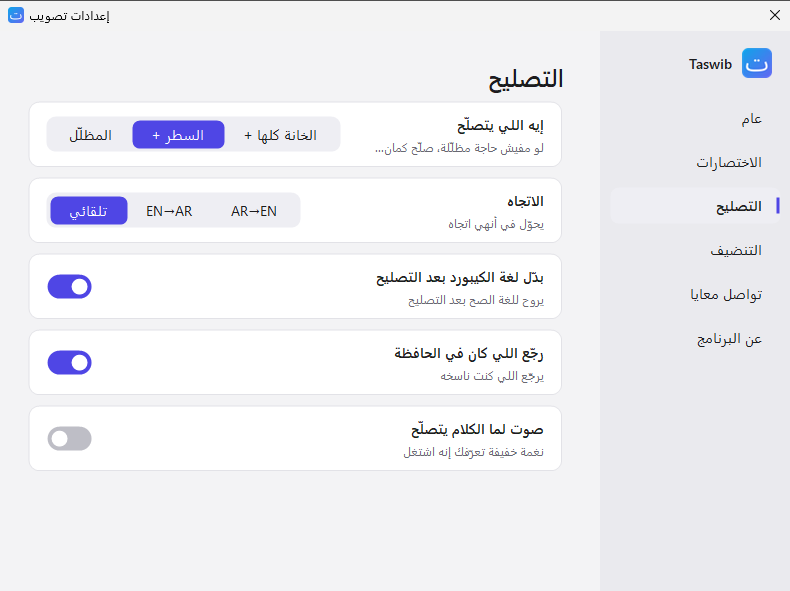 إعدادات تصويب
Taswib
عام
الاختصارات
التصليح
التنضيف
تواصل معايا
عن البرنامج
التصليح
إيه اللي يتصلّح
لو مفيش حاجة مظلّلة، صلّح كمان...
الخانة كلها +
السطر +
المظلّل
الاتجاه
يحوّل في أنهي اتجاه
AR→EN
EN→AR
تلقائي
بدّل لغة الكيبورد بعد التصليح
يروح للغة الصح بعد التصليح
رجّع اللي كان في الحافظة
يرجّع اللي كنت ناسخه
صوت لما الكلام يتصلّح
نغمة خفيفة تعرّفك إنه اشتغل